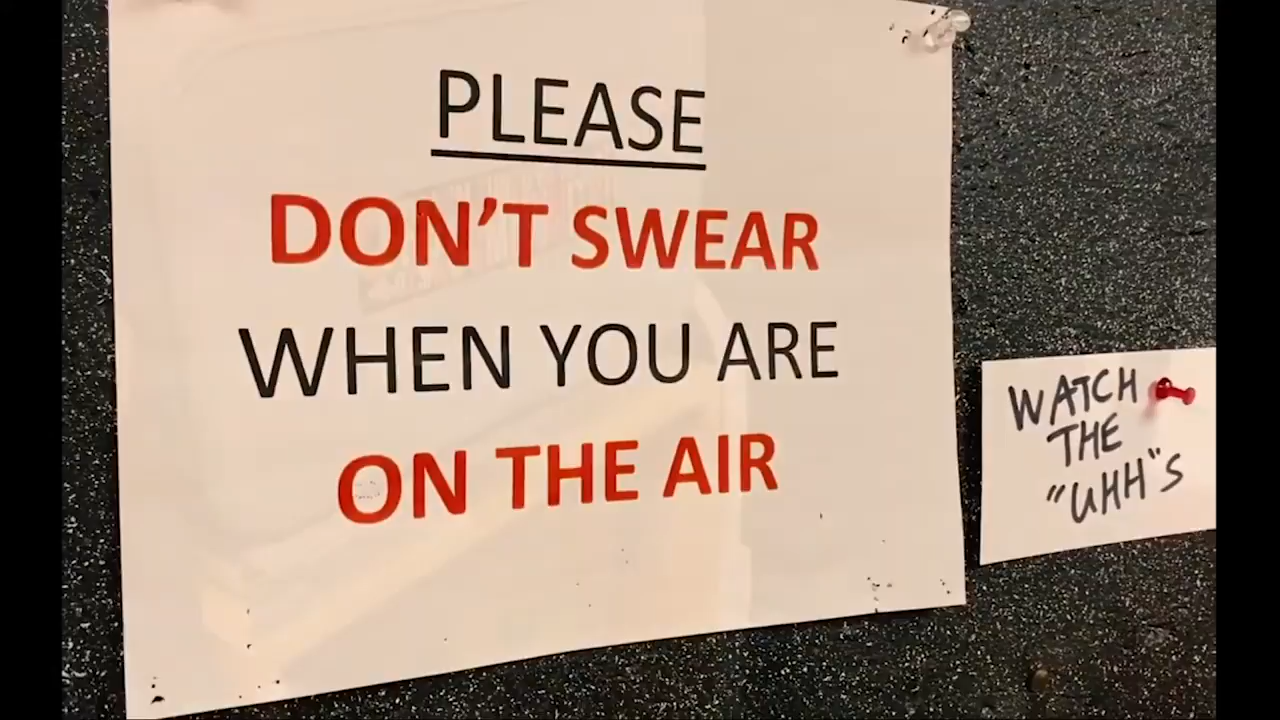 PLEASE
DON'T SWEAR
WHEN YOU ARE
ON THE AIR
WATCH
THE
"UHH"S